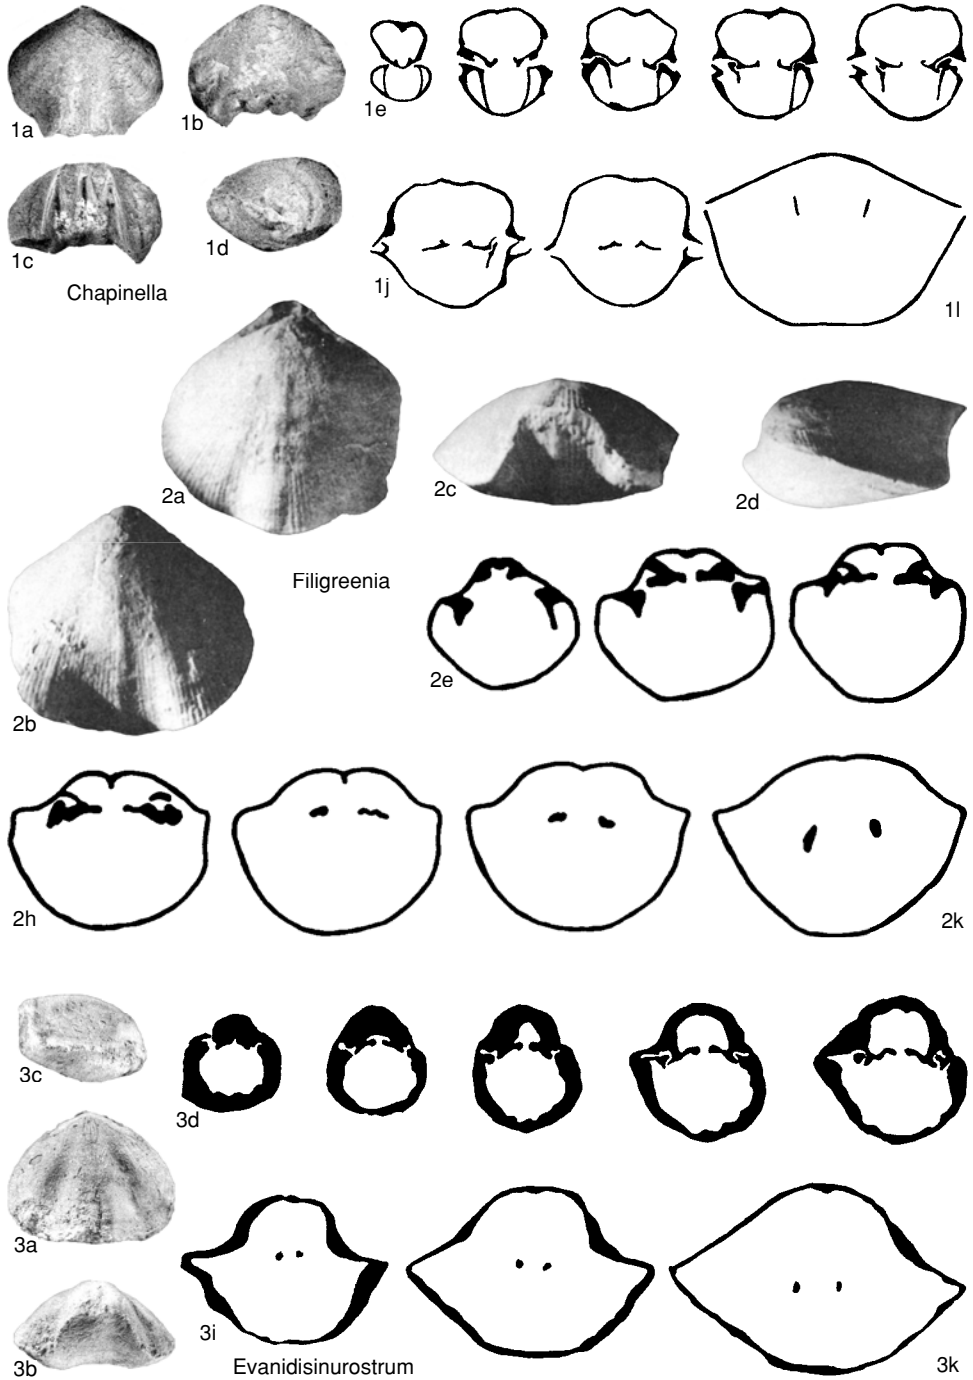 1a
1b
1e
1c
1d
1j
1l
Chapinella
2a
2c
2d
2b
Filigreenia
2e
2h
2k
3c
3d
3a
3i
3b
Evanidisinurostrum
3k